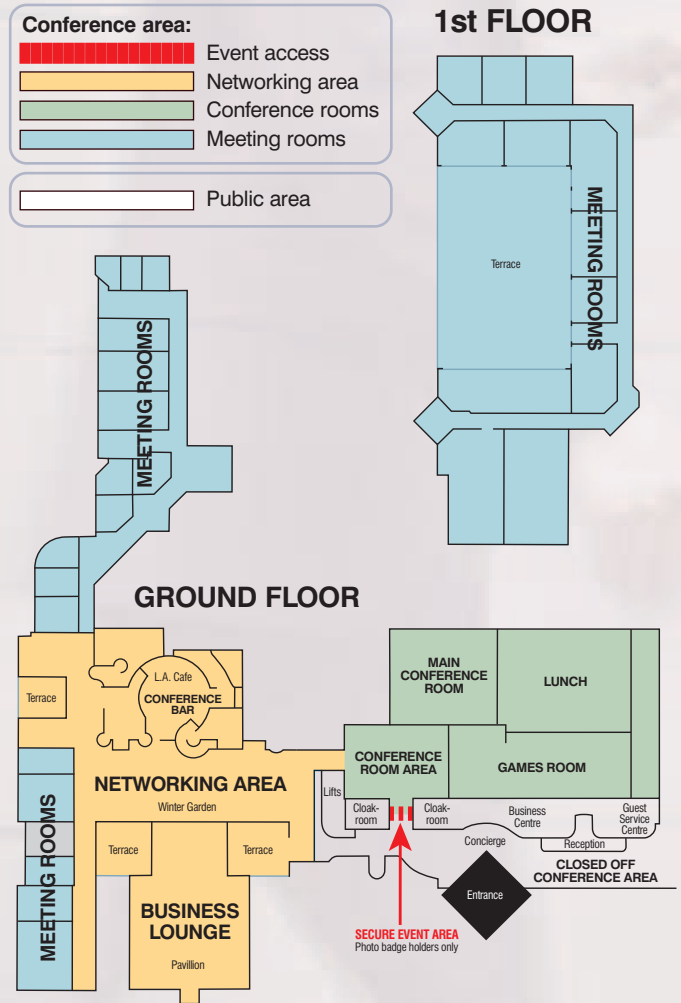 Conference area:
Event access
Networking area
Conference rooms
Meeting rooms
Public area
1st FLOOR
Terrace
MEETING ROOMS
MEETING ROOMS
GROUND FLOOR
L.A. Cafe
CONFERENCE
BAR
Terrace
NETWORKING AREA
Winter Garden
MAIN
CONFERENCE
ROOM
LUNCH
CONFERENCE
ROOM AREA
GAMES ROOM
Lifts
Cloak-
room
Cloak-
room
Business
Centre
Guest
Service
Centre
Concierge
Reception
CLOSED OFF
CONFERENCE AREA
Entrance
MEETING ROOMS
Terrace
Terrace
BUSINESS
LOUNGE
Pavillion
SECURE EVENT AREA
Photo badge holders only